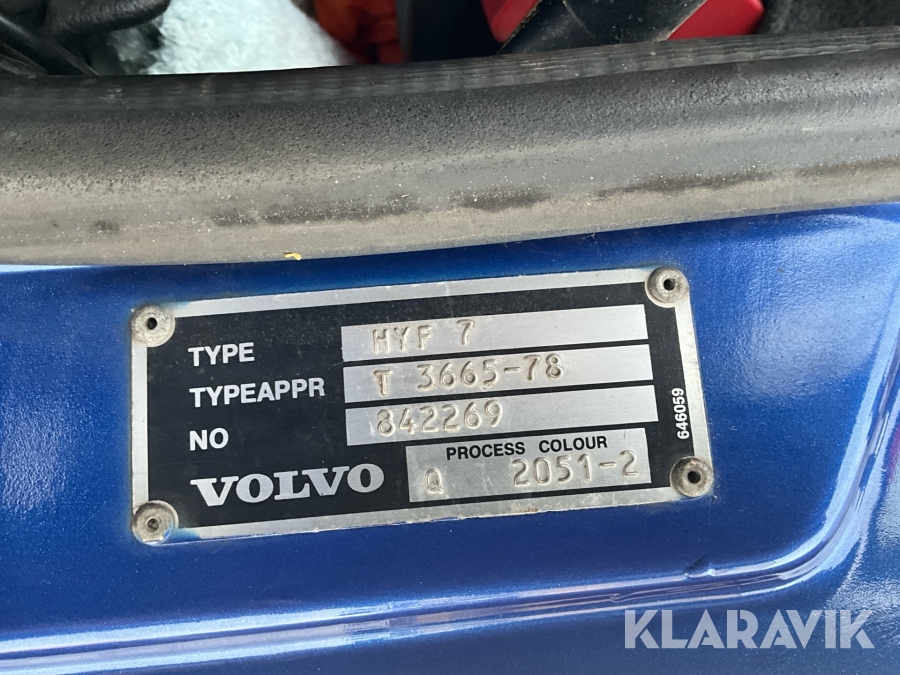 TYPE HYF 7
TYPEAPPR T 3665-78
NO 842269
PROCESS COLOUR
VOLVO Q 2051-2
646059
KLARAVIK